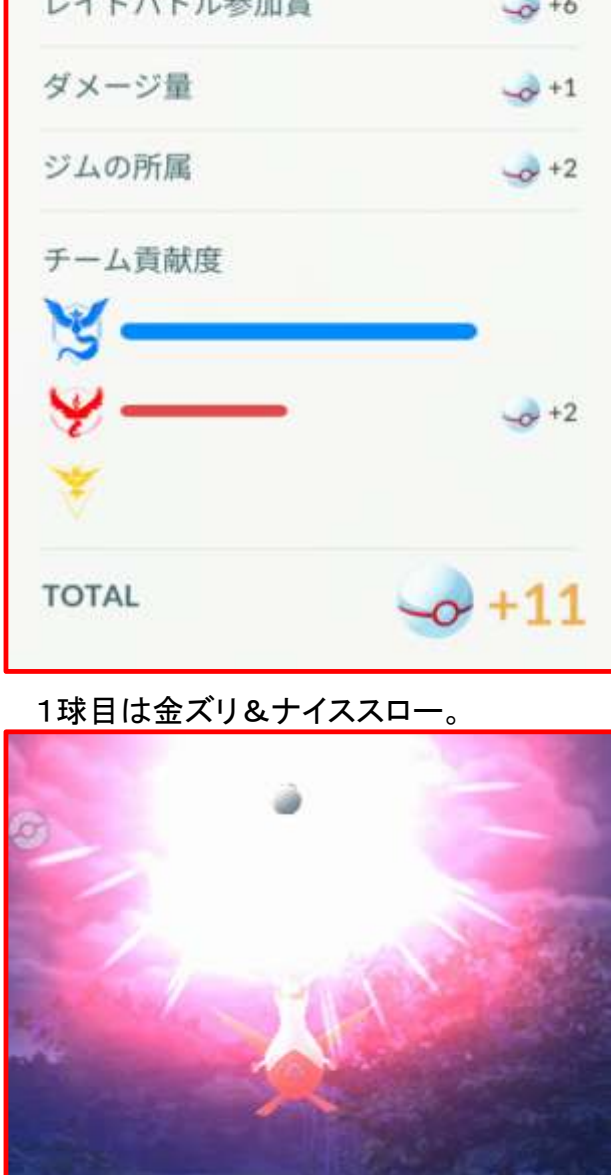 レイドバトル参加賞
+6
ダメージ量
+1
ジムの所属
+2
チーム貢献度
+2
TOTAL
+11
1球目は金ズリ&ナイススロー。